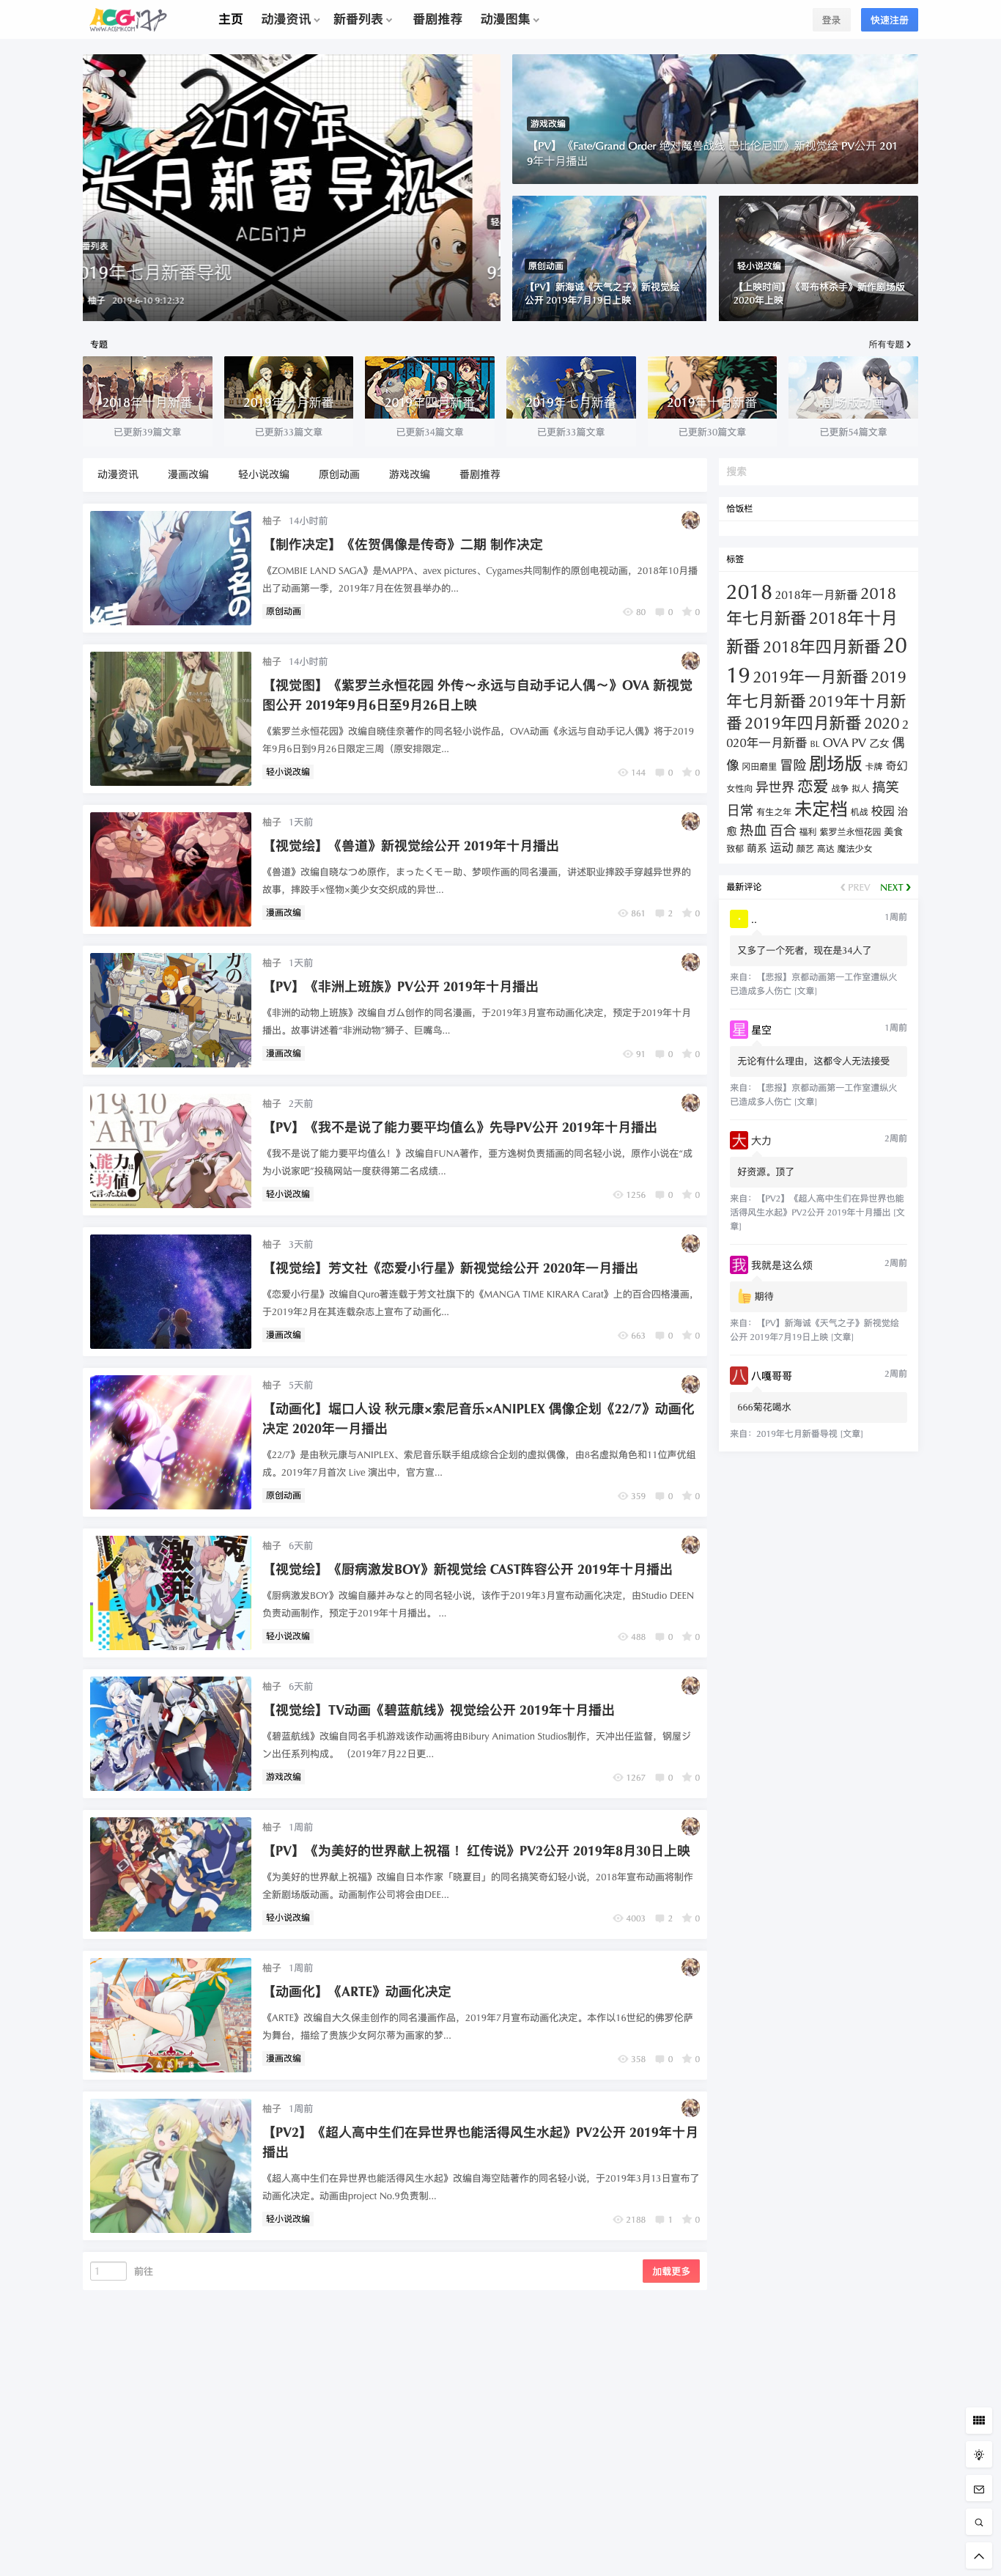 ACG门户
WWW.ACGMH.COM
主页 动漫资讯 新番列表 番剧推荐 动漫图集
登录 快速注册
2019年
七月新番导视
ACG门户
番列表
019年七月新番导视
柚子 2019-6-10 9:12:32
游戏改编
【PV】《Fate/Grand Order 绝对魔兽战线 巴比伦尼亚》新视觉绘 PV公开 201
9年十月播出
原创动画
【PV】新海诚《天气之子》新视觉绘
公开 2019年7月19日上映
轻小说改编
【上映时间】《哥布林杀手》新作剧场版
2020年上映
专题
所有专题
2018年十月新番
已更新39篇文章
2019年一月新番
已更新33篇文章
2019年四月新番
已更新34篇文章
2019年七月新番
已更新33篇文章
2019年十月新番
已更新30篇文章
剧场版动画
已更新54篇文章
动漫资讯 漫画改编 轻小说改编 原创动画 游戏改编 番剧推荐
柚子 14小时前
【制作决定】《佐贺偶像是传奇》二期 制作决定
《ZOMBIE LAND SAGA》是MAPPA、avex pictures、Cygames共同制作的原创电视动画，2018年10月播
出了动画第一季，2019年7月在佐贺县举办的...
原创动画
80 0 0
柚子 14小时前
【视觉图】《紫罗兰永恒花园 外传～永远与自动手记人偶～》OVA 新视觉
图公开 2019年9月6日至9月26日上映
《紫罗兰永恒花园》改编自晓佳奈著作的同名轻小说作品，OVA动画《永远与自动手记人偶》将于2019
年9月6日到9月26日限定三周（原安排限定...
轻小说改编
144 0 0
柚子 1天前
【视觉绘】《兽道》新视觉绘公开 2019年十月播出
《兽道》改编自晓なつめ原作，まったくモー助、梦呗作画的同名漫画，讲述职业摔跤手穿越异世界的
故事，摔跤手×怪物×美少女交织成的异世...
漫画改编
861 2 0
柚子 1天前
【PV】《非洲上班族》PV公开 2019年十月播出
《非洲的动物上班族》改编自ガム创作的同名漫画，于2019年3月宣布动画化决定，预定于2019年十月
播出。故事讲述着“非洲动物”狮子、巨嘴鸟...
漫画改编
91 0 0
柚子 2天前
【PV】《我不是说了能力要平均值么》先导PV公开 2019年十月播出
《我不是说了能力要平均值么！》改编自FUNA著作，亚方逸树负责插画的同名轻小说，原作小说在“成
为小说家吧”投稿网站一度获得第二名成绩...
轻小说改编
1256 0 0
柚子 3天前
【视觉绘】芳文社《恋爱小行星》新视觉绘公开 2020年一月播出
《恋爱小行星》改编自Quro著连载于芳文社旗下的《MANGA TIME KIRARA Carat》上的百合四格漫画，
于2019年2月在其连载杂志上宣布了动画化...
漫画改编
663 0 0
柚子 5天前
【动画化】堀口人设 秋元康×索尼音乐×ANIPLEX 偶像企划《22/7》动画化
决定 2020年一月播出
《22/7》是由秋元康与ANIPLEX、索尼音乐联手组成综合企划的虚拟偶像，由8名虚拟角色和11位声优组
成。2019年7月首次 Live 演出中，官方宣...
原创动画
359 0 0
柚子 6天前
【视觉绘】《厨病激发BOY》新视觉绘 CAST阵容公开 2019年十月播出
《厨病激发BOY》改编自藤并みなと的同名轻小说，该作于2019年3月宣布动画化决定，由Studio DEEN
负责动画制作，预定于2019年十月播出。 ...
轻小说改编
488 0 0
柚子 6天前
【视觉绘】TV动画《碧蓝航线》视觉绘公开 2019年十月播出
《碧蓝航线》改编自同名手机游戏该作动画将由Bibury Animation Studios制作，天冲出任监督，钢屋ジ
ン出任系列构成。 （2019年7月22日更...
游戏改编
1267 0 0
柚子 1周前
【PV】《为美好的世界献上祝福！ 红传说》PV2公开 2019年8月30日上映
《为美好的世界献上祝福》改编自日本作家「晓夏目」的同名搞笑奇幻轻小说，2018年宣布动画将制作
全新剧场版动画。动画制作公司将会由DEE...
轻小说改编
4003 2 0
柚子 1周前
【动画化】《ARTE》动画化决定
《ARTE》改编自大久保圭创作的同名漫画作品，2019年7月宣布动画化决定。本作以16世纪的佛罗伦萨
为舞台，描绘了贵族少女阿尔蒂为画家的梦...
漫画改编
358 0 0
柚子 1周前
【PV2】《超人高中生们在异世界也能活得风生水起》PV2公开 2019年十月
播出
《超人高中生们在异世界也能活得风生水起》改编自海空陆著作的同名轻小说，于2019年3月13日宣布了
动画化决定。动画由project No.9负责制...
轻小说改编
2188 1 0
1 前往
加载更多
搜索
恰饭栏
标签
2018 2018年一月新番 2018
年七月新番 2018年十月
新番 2018年四月新番 20
19 2019年一月新番 2019
年七月新番 2019年十月新
番 2019年四月新番 2020 2
020年一月新番 BL OVA PV 乙女 偶
像 冈田磨里 冒险 剧场版 卡牌 奇幻
女性向 异世界 恋爱 战争 拟人 搞笑
日常 有生之年 未定档 机战 校园 治
愈 热血 百合 福利 紫罗兰永恒花园 美食
致郁 萌系 运动 颜艺 高达 魔法少女
最新评论
PREV NEXT
.. 1周前
又多了一个死者，现在是34人了
来自：【悲报】京都动画第一工作室遭纵火
已造成多人伤亡 [文章]
星 星空 1周前
无论有什么理由，这都令人无法接受
来自：【悲报】京都动画第一工作室遭纵火
已造成多人伤亡 [文章]
大 大力 2周前
好资源。顶了
来自：【PV2】《超人高中生们在异世界也能
活得风生水起》PV2公开 2019年十月播出 [文
章]
我 我就是这么烦 2周前
期待
来自：【PV】新海诚《天气之子》新视觉绘
公开 2019年7月19日上映 [文章]
八 八嘎哥哥 2周前
666菊花喝水
来自：2019年七月新番导视 [文章]